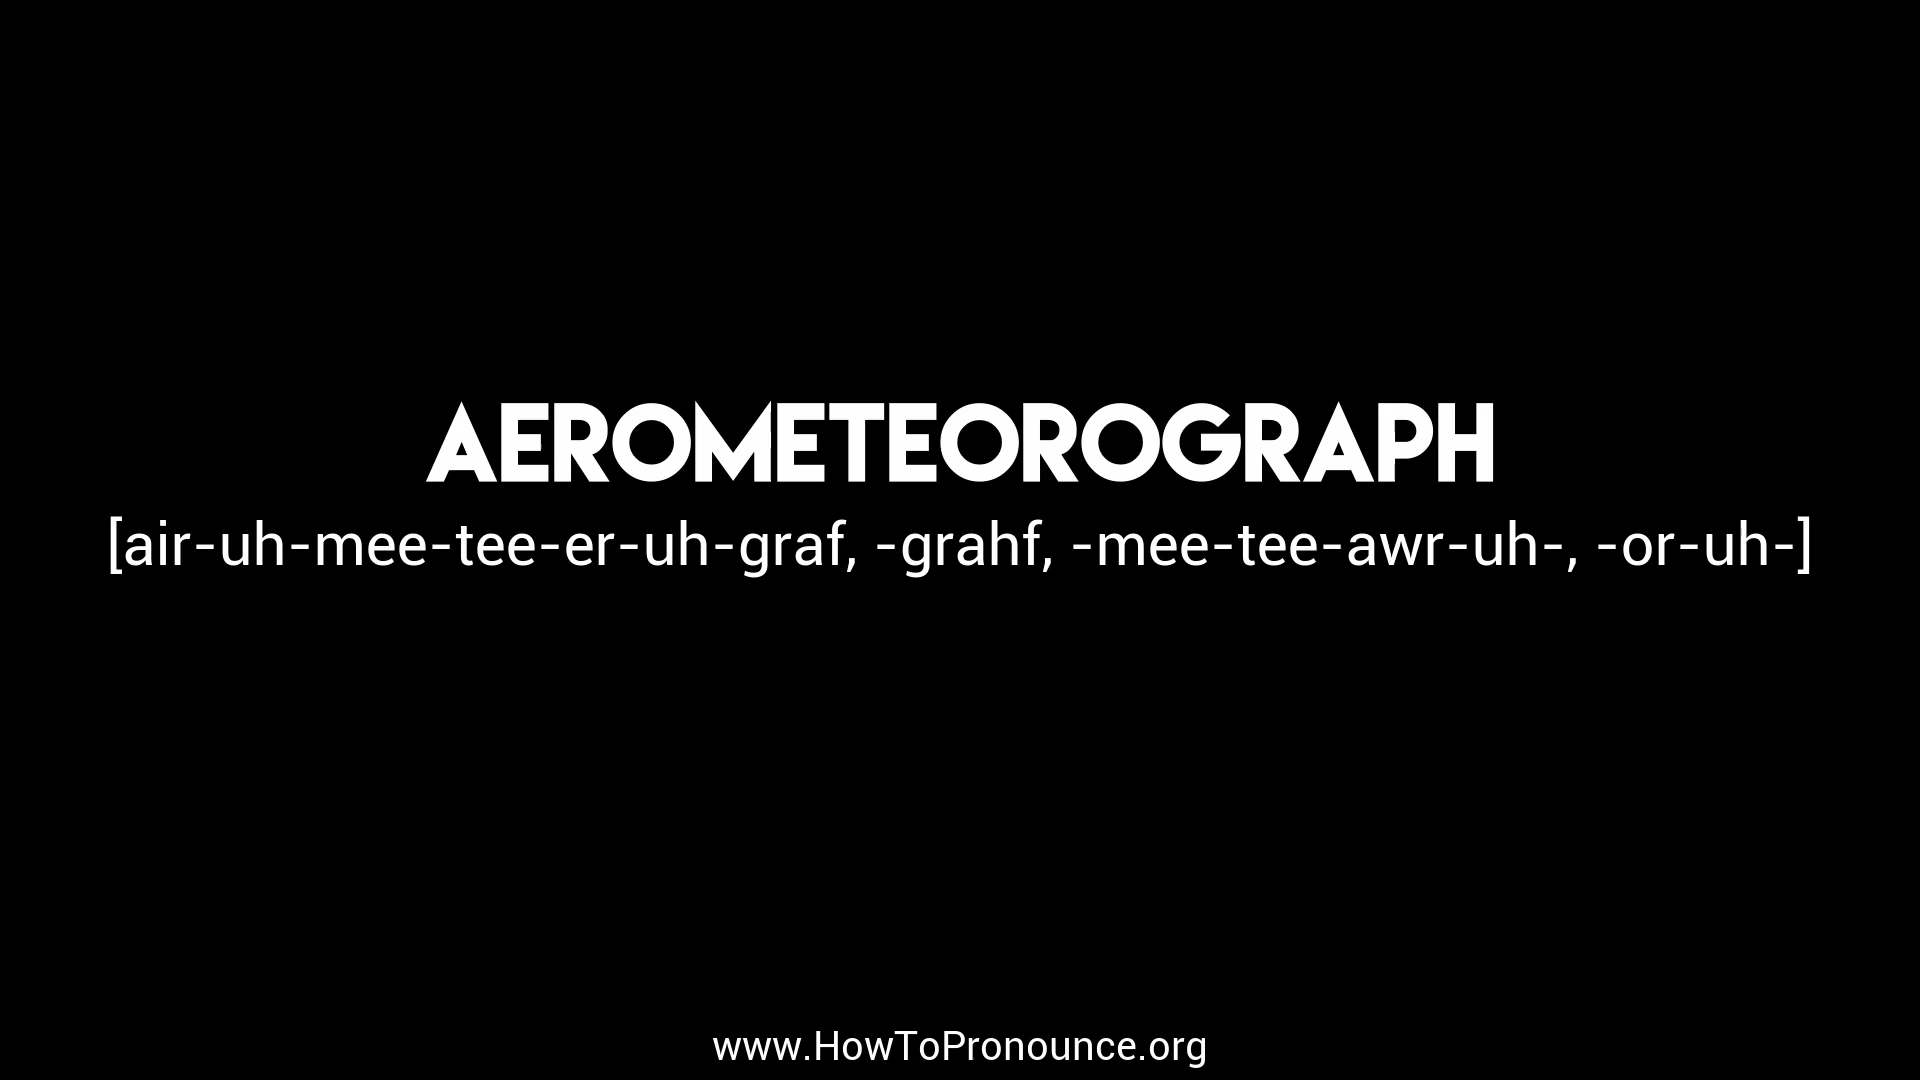 AEROMETEOROGRAPH
[air-uh-mee-tee-er-uh-graf, -grahf, -mee-tee-awr-uh-, -or-uh-]
www.HowToPronounce.org